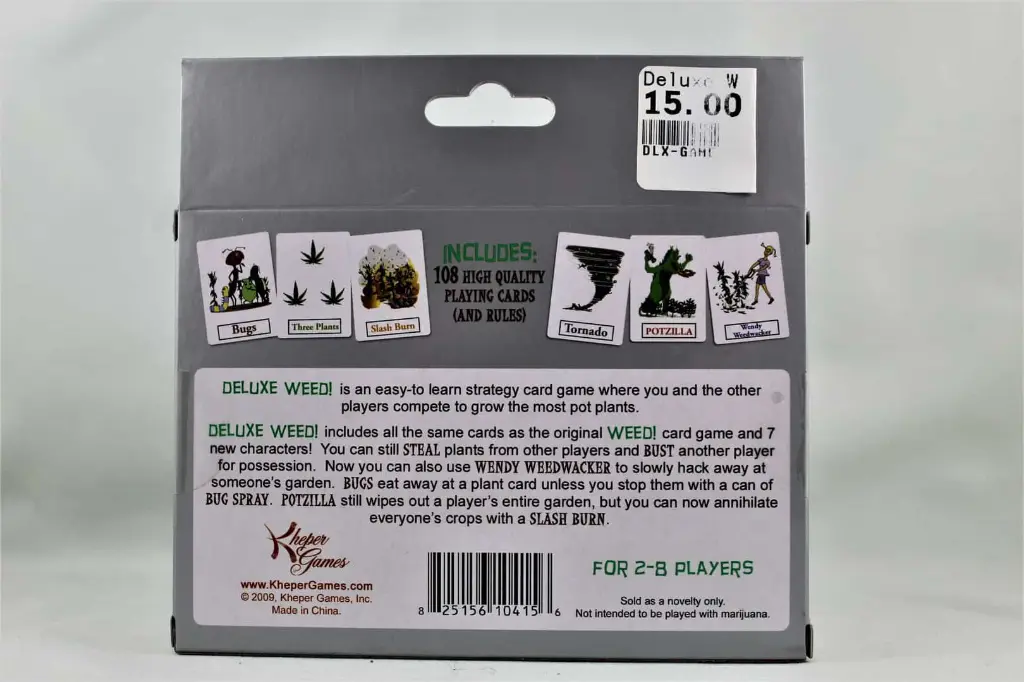 Deluxe W
15.00
DLX-GAME
INCLUDES:
108 HIGH QUALITY
PLAYING CARDS
(AND RULES)
Bugs
Three Plants
Slash Burn
Tornado
POTZILLA
Wendy
Weedwacker
DELUXE WEED! is an easy-to learn strategy card game where you and the other
players compete to grow the most pot plants.
DELUXE WEED! includes all the same cards as the original WEED! card game and 7
new characters! You can still STEAL plants from other players and BUST another player
for possession. Now you can also use WENDY WEEDWACKER to slowly hack away at
someone's garden. BUGS eat away at a plant card unless you stop them with a can of
BUG SPRAY. POTZILLA still wipes out a player's entire garden, but you can now annihilate
everyone's crops with a SLASH BURN.
Kheper
Games
www.KheperGames.com
© 2009, Kheper Games, Inc.
Made in China.
8 25156 10415 6
FOR 2-8 PLAYERS
Sold as a novelty only.
Not intended to be played with marijuana.